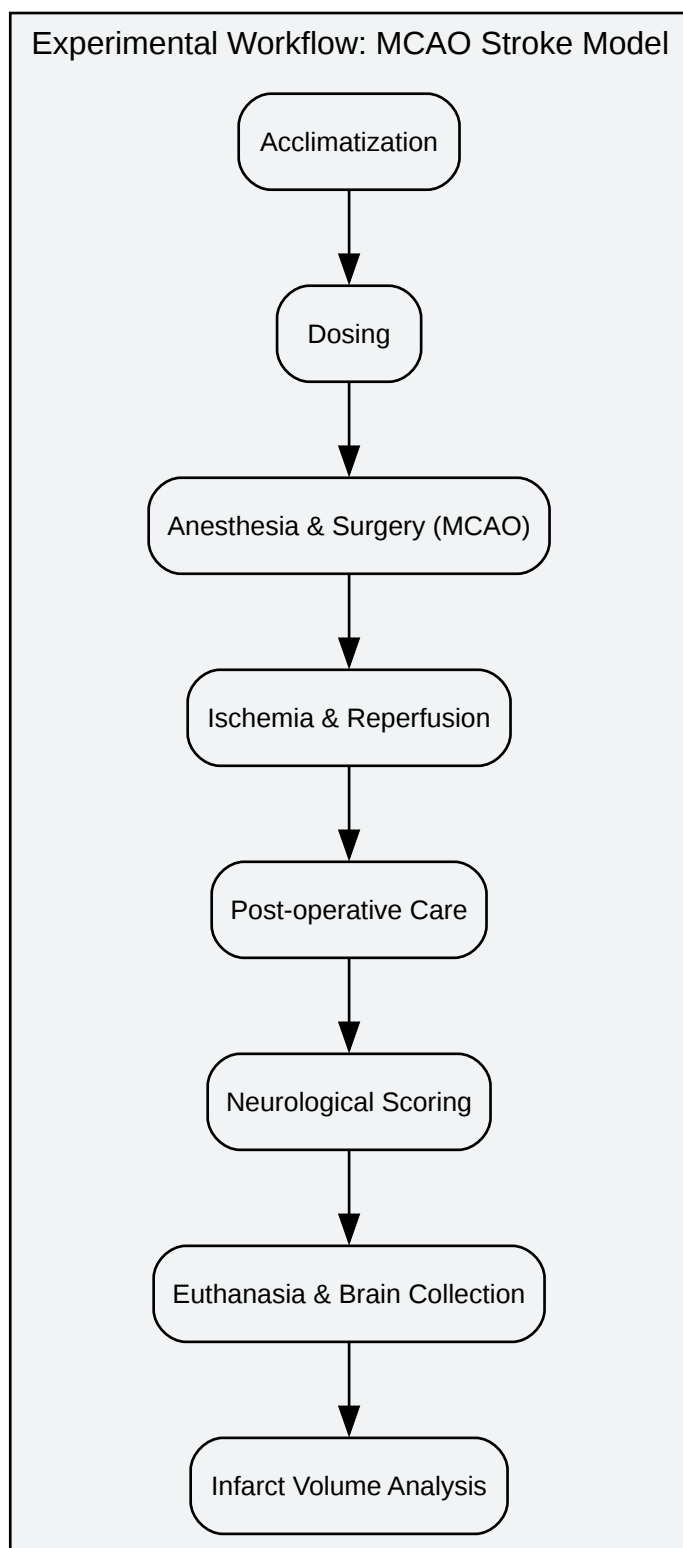 Experimental Workflow: MCAO Stroke Model
Acclimatization
Dosing
Anesthesia & Surgery (MCAO)
Ischemia & Reperfusion
Post-operative Care
Neurological Scoring
Euthanasia & Brain Collection
Infarct Volume Analysis